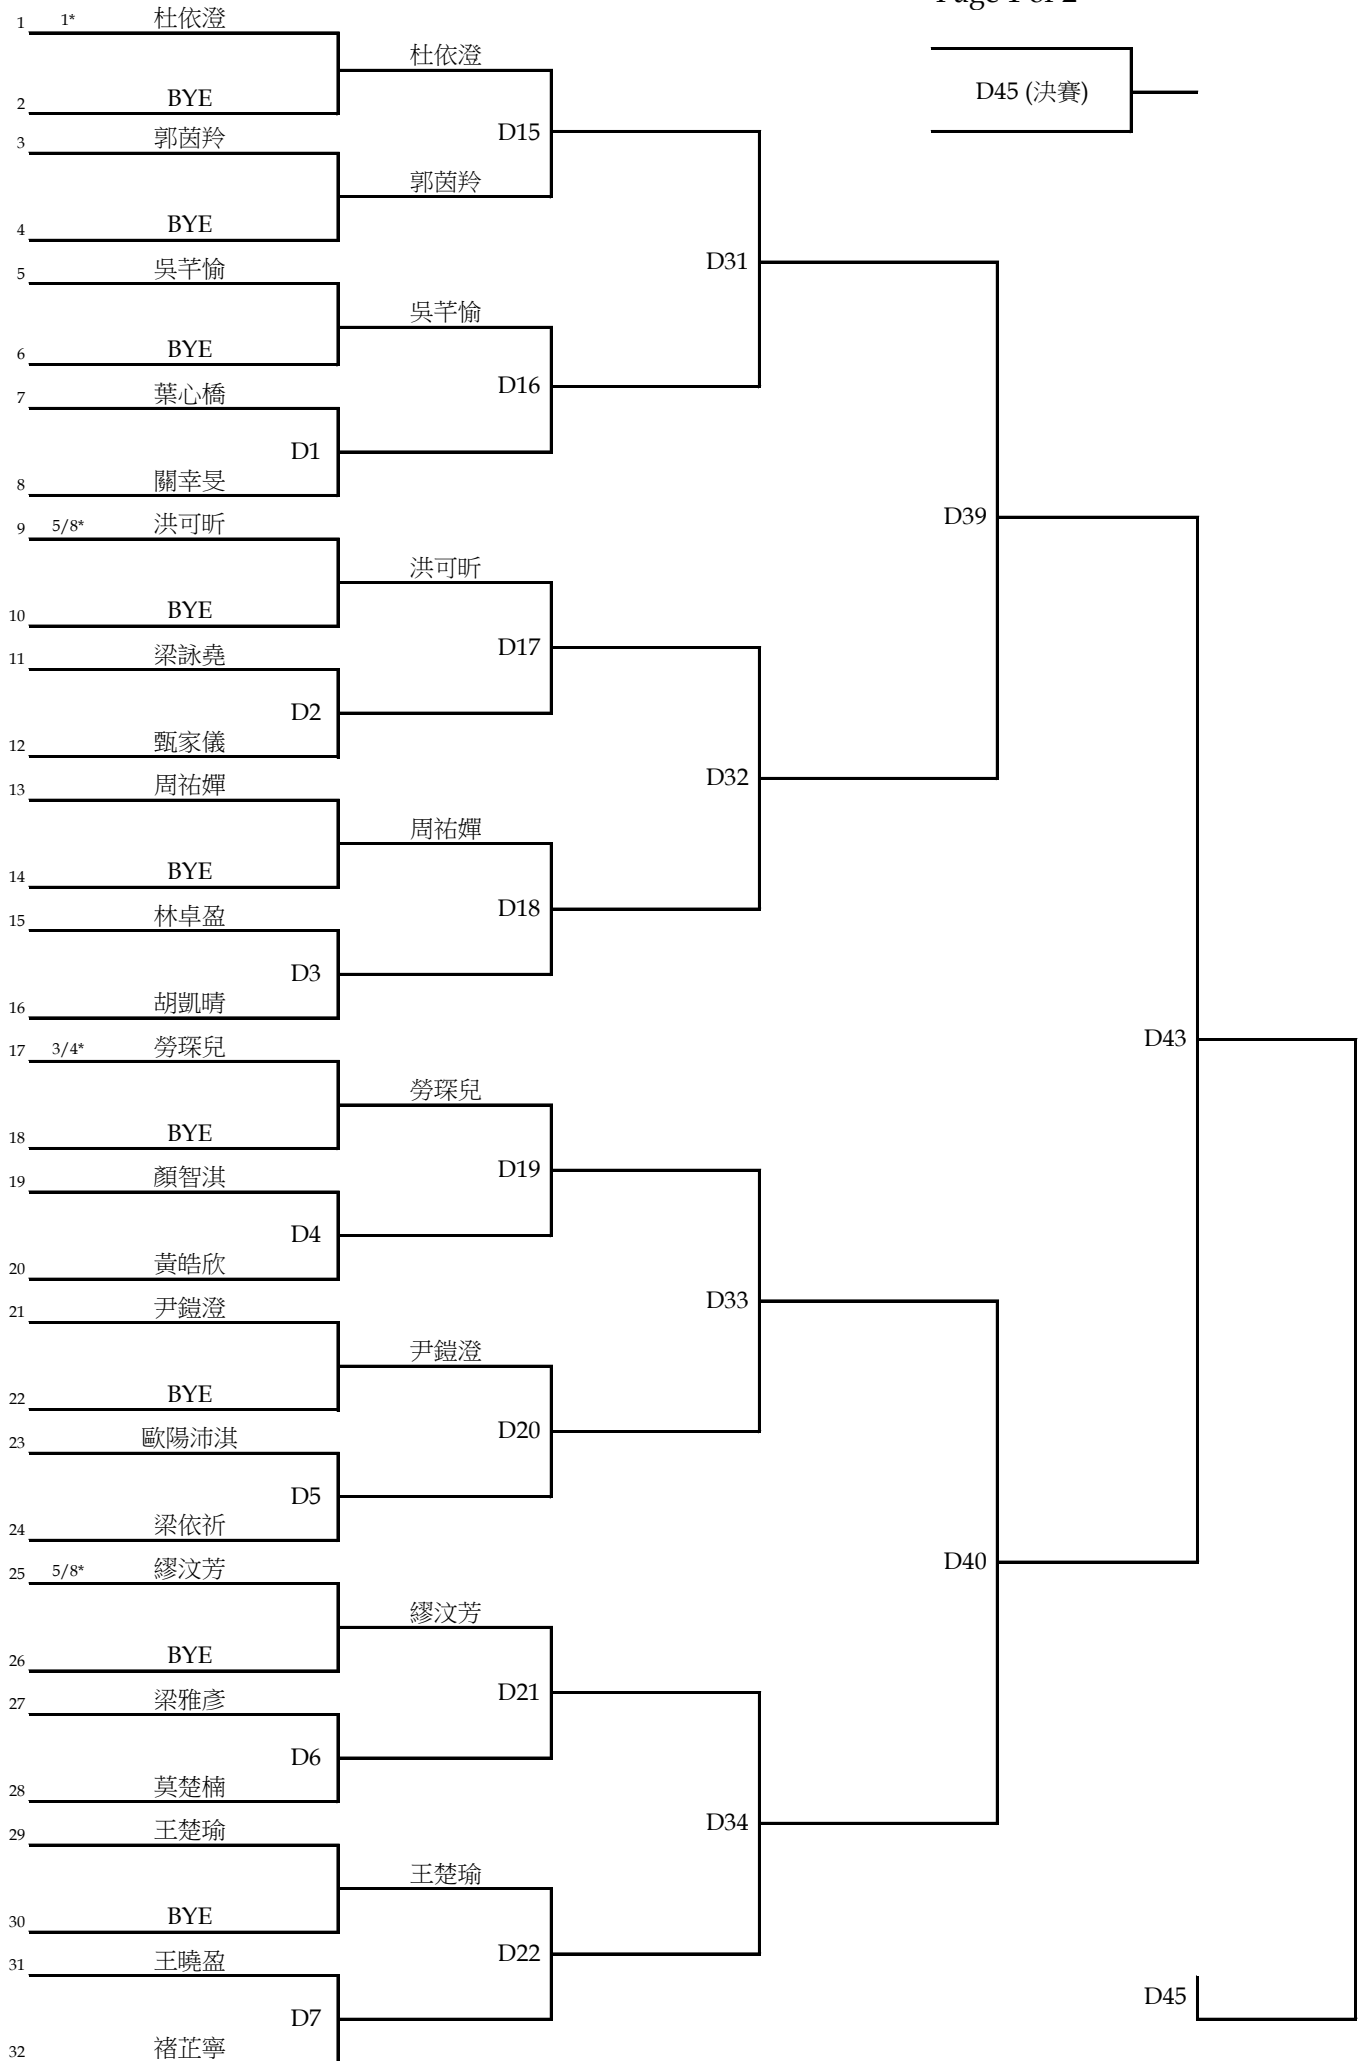 Page 1 of 2
1 1* 杜依澄
杜依澄
D45 (決賽)
2 BYE
D15
3 郭茵羚
郭茵羚
4 BYE
D31
5 吳芊愉
吳芊愉
6 BYE
D16
7 葉心橋
D1
8 關幸旻
D39
9 5/8* 洪可昕
洪可昕
10 BYE
D17
11 梁詠堯
D2
12 甄家儀
D32
13 周祐嬋
周祐嬋
14 BYE
D18
15 林卓盈
D3
16 胡凱晴
D43
17 3/4* 勞琛兒
勞琛兒
18 BYE
D19
19 顏智淇
D4
20 黃皓欣
D33
21 尹鎧澄
尹鎧澄
22 BYE
D20
23 歐陽沛淇
D5
24 梁依祈
D40
25 5/8* 繆汶芳
繆汶芳
26 BYE
D21
27 梁雅彥
D6
28 莫楚楠
D34
29 王楚瑜
王楚瑜
30 BYE
D22
31 王曉盈
D45
D7
32 禇芷寧